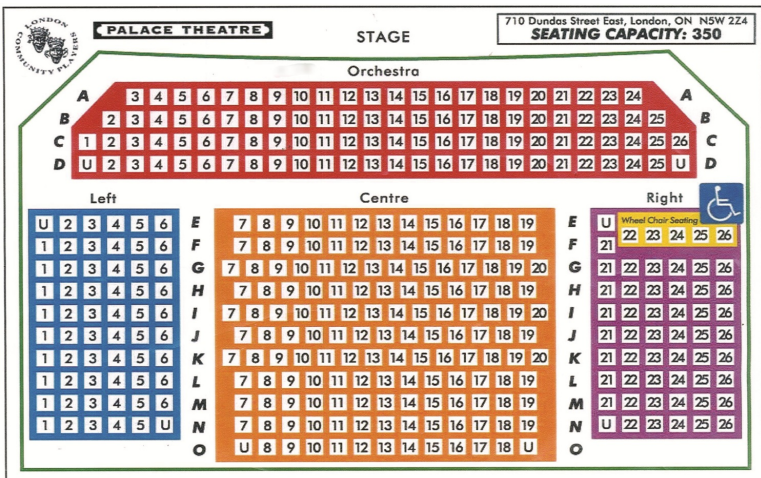 LONDON COMMUNITY PLAYERS
PALACE THEATRE
710 Dundas Street East, London, ON N5W 2Z4
SEATING CAPACITY: 350
STAGE
Orchestra
A 3 4 5 6 7 8 9 10 11 12 13 14 15 16 17 18 19 20 21 22 23 24 A
B 2 3 4 5 6 7 8 9 10 11 12 13 14 15 16 17 18 19 20 21 22 23 24 25 B
C 1 2 3 4 5 6 7 8 9 10 11 12 13 14 15 16 17 18 19 20 21 22 23 24 25 26 C
D U 2 3 4 5 6 7 8 9 10 11 12 13 14 15 16 17 18 19 20 21 22 23 24 25 U D
Left Centre Right
Wheel Chair Seating
U 2 3 4 5 6 E 7 8 9 10 11 12 13 14 15 16 17 18 19 E U 22 23 24 25 26
1 2 3 4 5 6 F 7 8 9 10 11 12 13 14 15 16 17 18 19 F 21
1 2 3 4 5 6 G 7 8 9 10 11 12 13 14 15 16 17 18 19 20 G 21 22 23 24 25 26
1 2 3 4 5 6 H 7 8 9 10 11 12 13 14 15 16 17 18 19 H 21 22 23 24 25 26
1 2 3 4 5 6 I 7 8 9 10 11 12 13 14 15 16 17 18 19 20 I 21 22 23 24 25 26
1 2 3 4 5 6 J 7 8 9 10 11 12 13 14 15 16 17 18 19 J 21 22 23 24 25 26
1 2 3 4 5 6 K 7 8 9 10 11 12 13 14 15 16 17 18 19 20 K 21 22 23 24 25 26
1 2 3 4 5 6 L 7 8 9 10 11 12 13 14 15 16 17 18 19 L 21 22 23 24 25 26
1 2 3 4 5 6 M 7 8 9 10 11 12 13 14 15 16 17 18 19 M 21 22 23 24 25 26
1 2 3 4 5 U N 7 8 9 10 11 12 13 14 15 16 17 18 19 N U 22 23 24 25 26
O U 8 9 10 11 12 13 14 15 16 17 18 U O